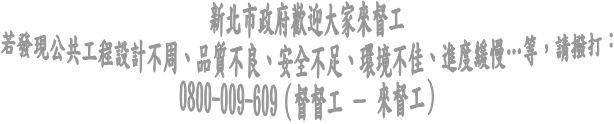 新北市政府歡迎大家來督工
若發現公共工程設計不周、品質不良、安全不足、環境不佳、進度緩慢…等，請撥打：
0800-009-609（督督工 － 來督工）